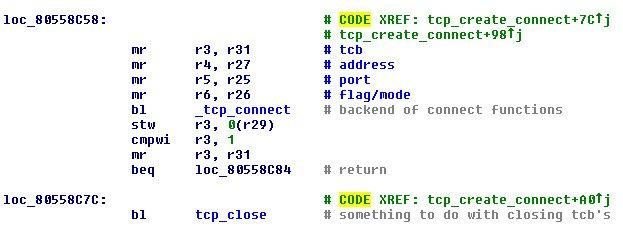 loc_80558C58: # CODE XREF: tcp_create_connect+7C↑j
# tcp_create_connect+98↑j
mr r3, r31 # tcb
mr r4, r27 # address
mr r5, r25 # port
mr r6, r26 # flag/mode
bl _tcp_connect # backend of connect functions
stw r3, 0(r29)
cmpwi r3, 1
mr r3, r31
beq loc_80558C84 # return
loc_80558C7C: # CODE XREF: tcp_create_connect+A0↑j
bl tcp_close # something to do with closing tcb's